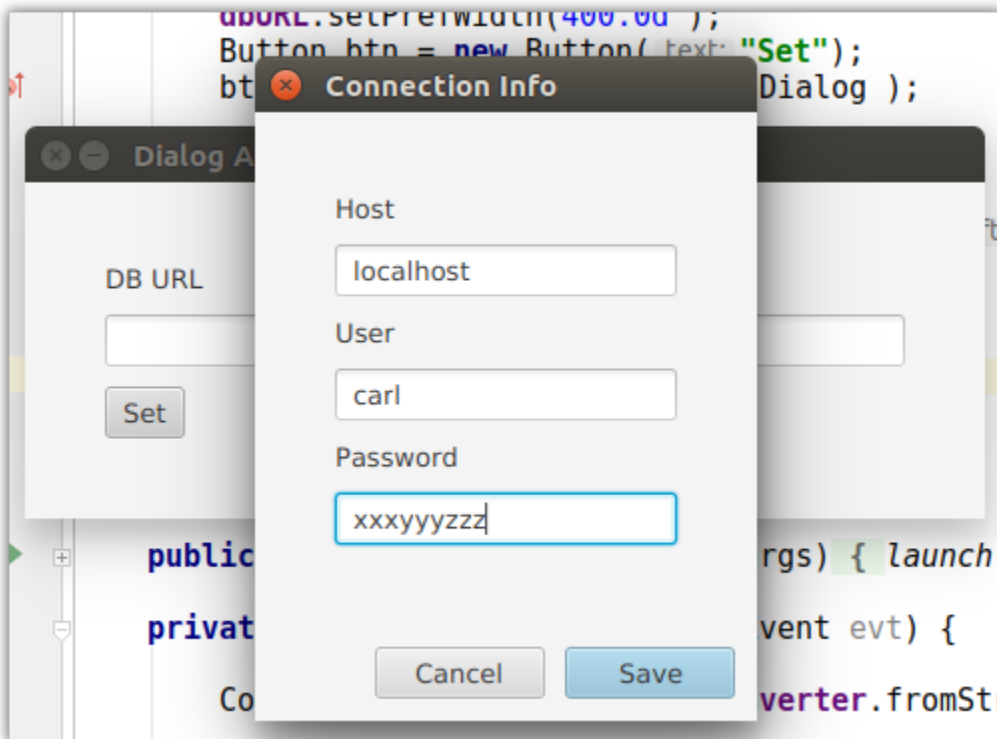 dbURL.setPrefWidth(400.0d );
Button btn = new Button( text: "Set");
bt Dialog );
Connection Info
Dialog A
Host
localhost
DB URL
User
carl
Set
Password
xxxyyyzzz
public rgs) { launch
privat vent evt) {
Cancel
Save
Co verter.fromStr